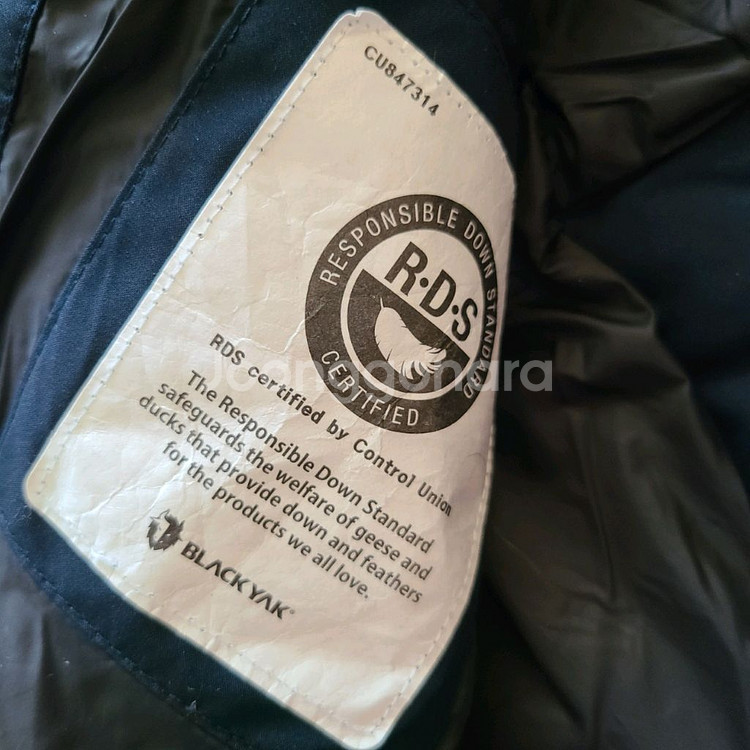 CU847314
RESPONSIBLE DOWN STANDARD
R·D·S
CERTIFIED
RDS certified by Control Union
The Responsible Down Standard
safeguards the welfare of geese and
ducks that provide down and feathers
for the products we all love.
BLACKYAK
Joonggonara